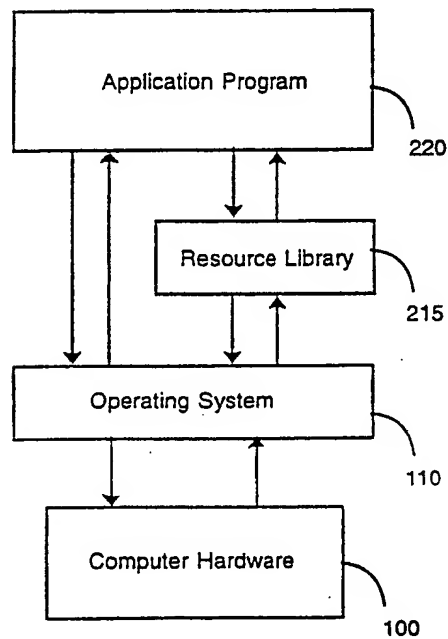 Application Program
220
Resource Library
215
Operating System
110
Computer Hardware
100